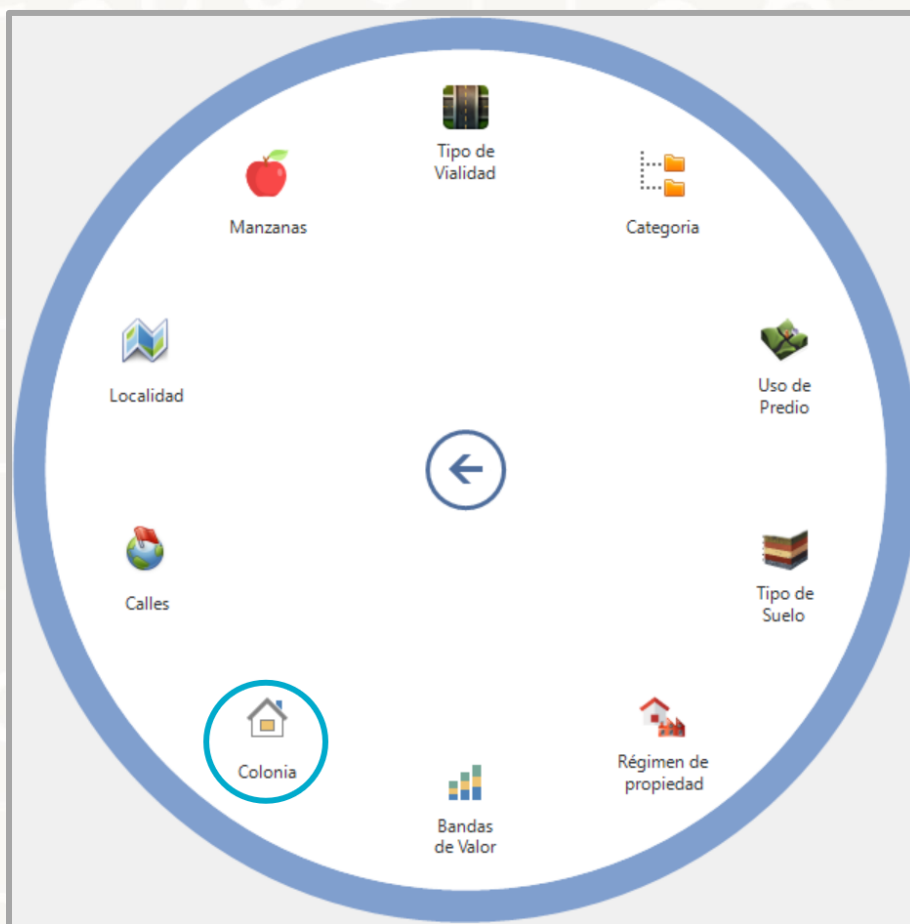 Tipo de
Vialidad
Manzanas
Categoria
Localidad
Uso de
Predio
Calles
Tipo de
Suelo
Colonia
Régimen de
propiedad
Bandas
de Valor